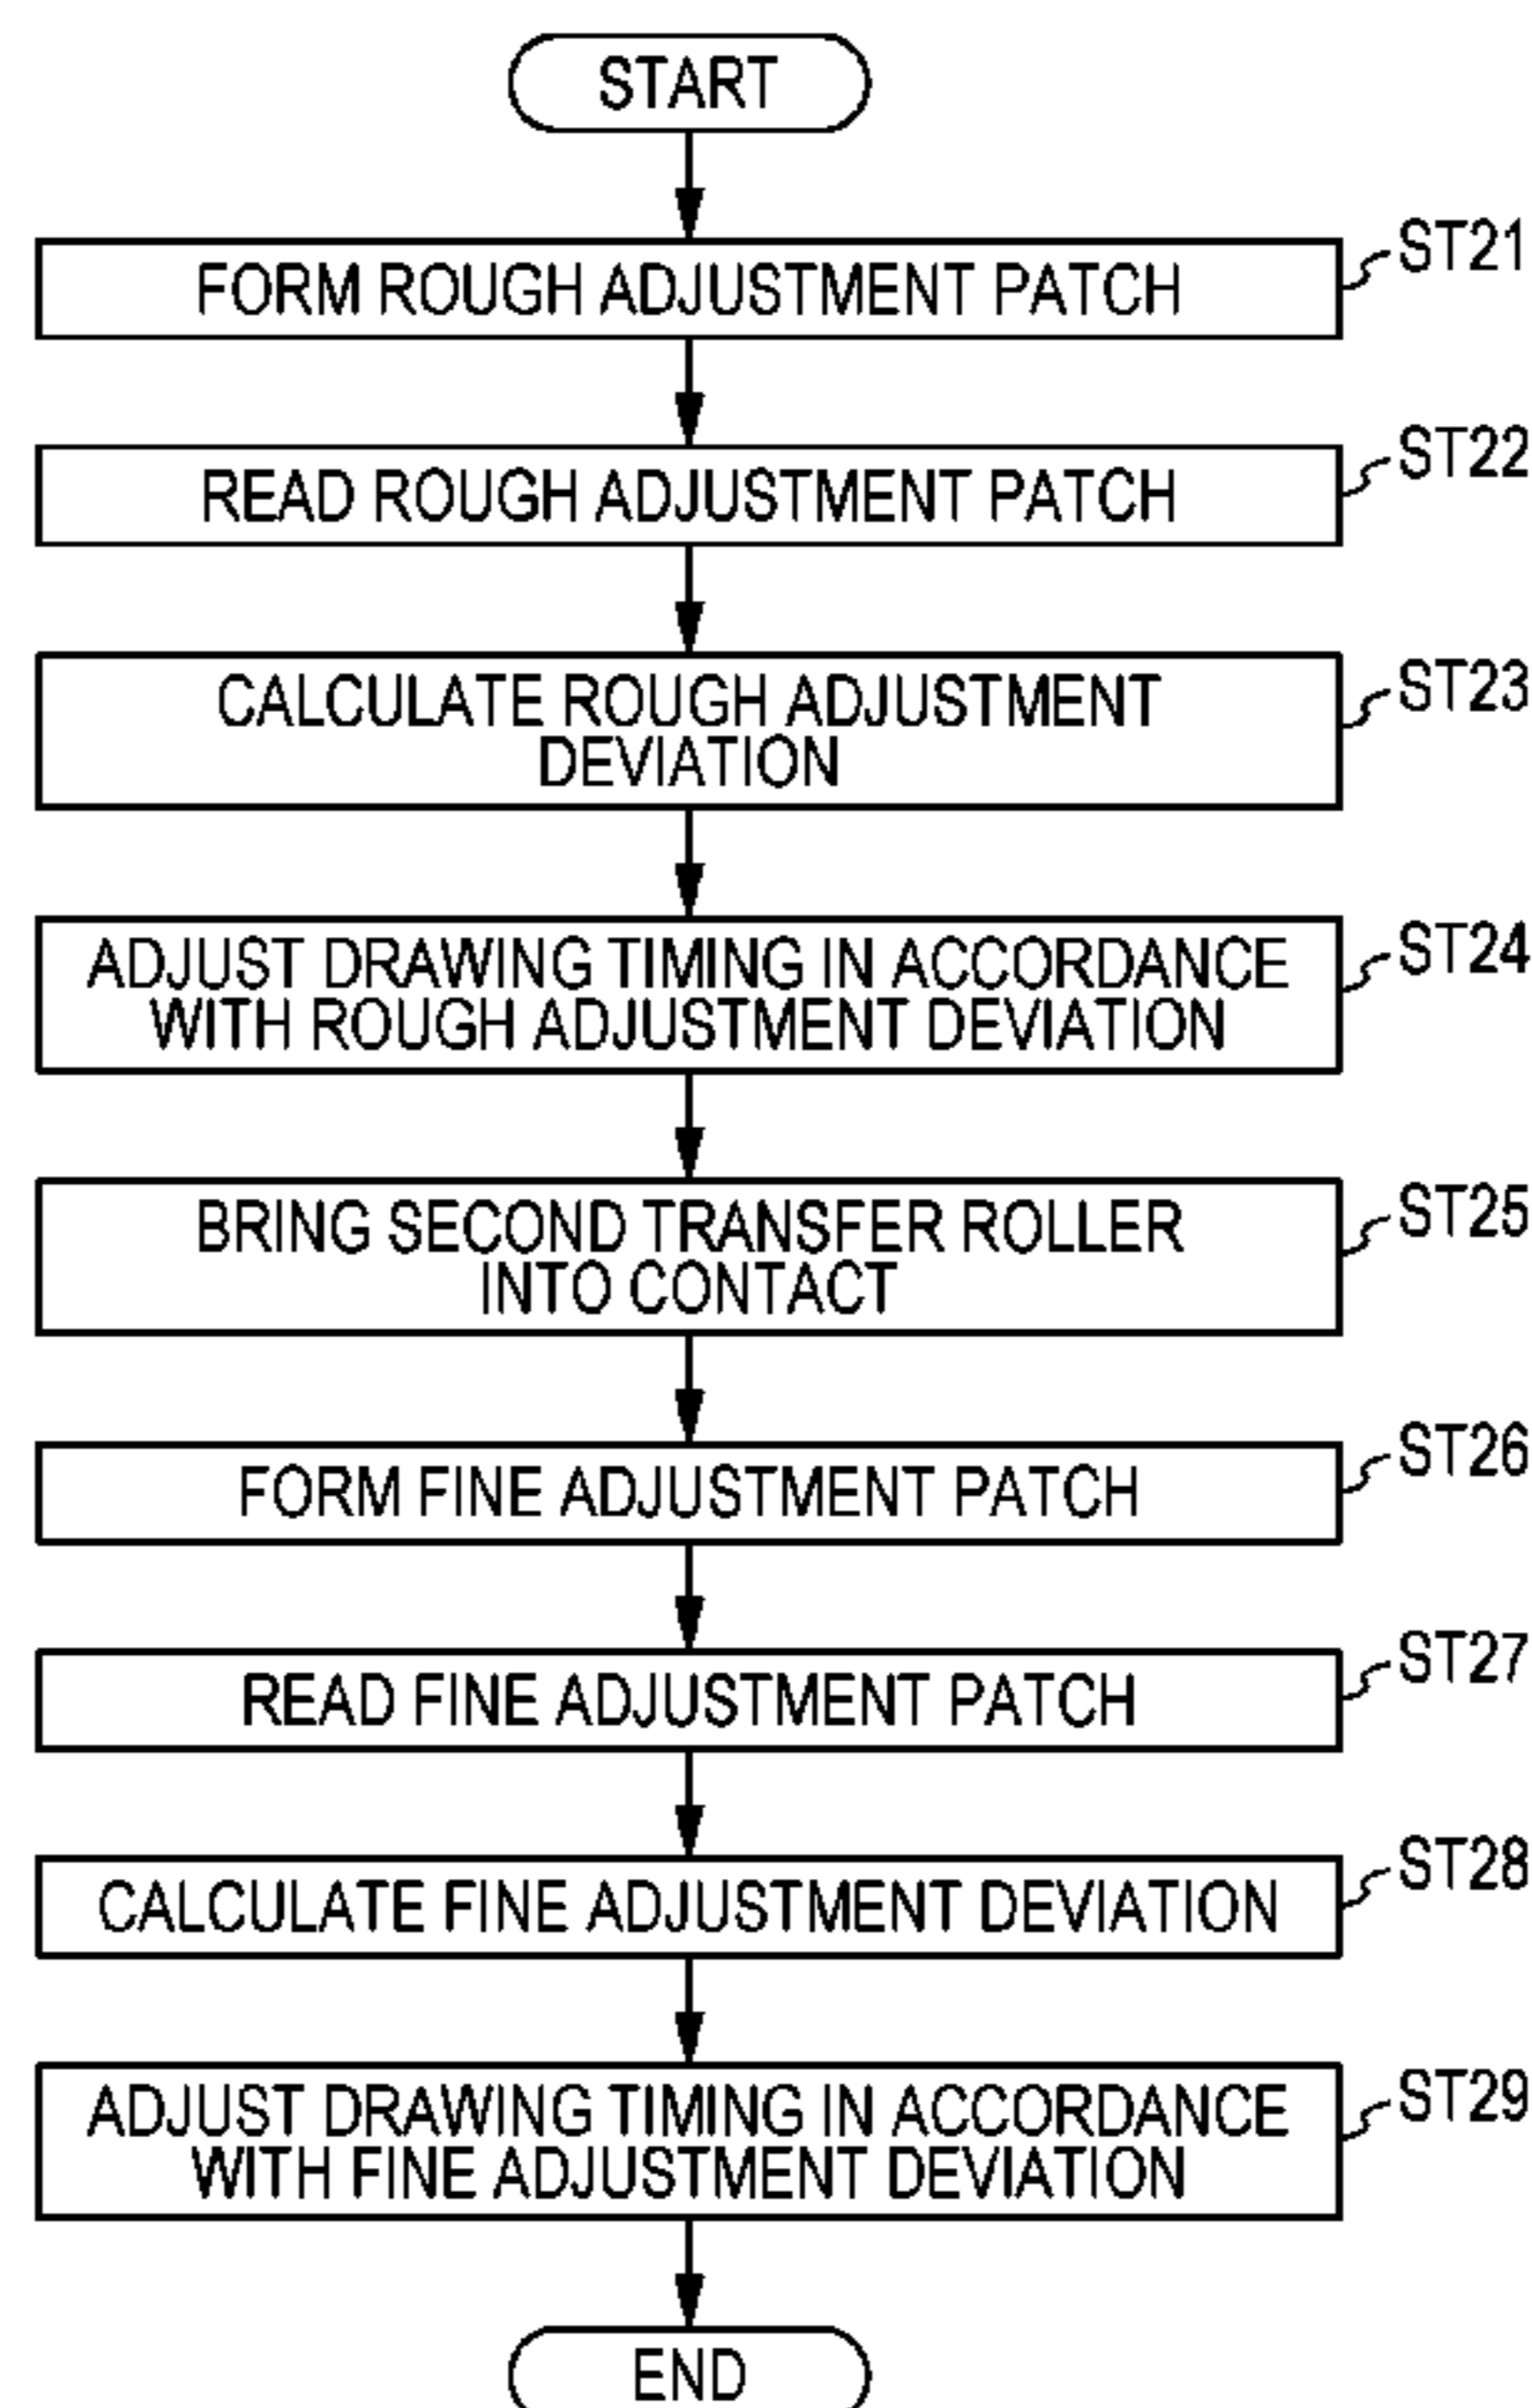 START
FORM ROUGH ADJUSTMENT PATCH
ST21
READ ROUGH ADJUSTMENT PATCH
ST22
CALCULATE ROUGH ADJUSTMENT
DEVIATION
ST23
ADJUST DRAWING TIMING IN ACCORDANCE
WITH ROUGH ADJUSTMENT DEVIATION
ST24
BRING SECOND TRANSFER ROLLER
INTO CONTACT
ST25
FORM FINE ADJUSTMENT PATCH
ST26
READ FINE ADJUSTMENT PATCH
ST27
CALCULATE FINE ADJUSTMENT DEVIATION
ST28
ADJUST DRAWING TIMING IN ACCORDANCE
WITH FINE ADJUSTMENT DEVIATION
ST29
END